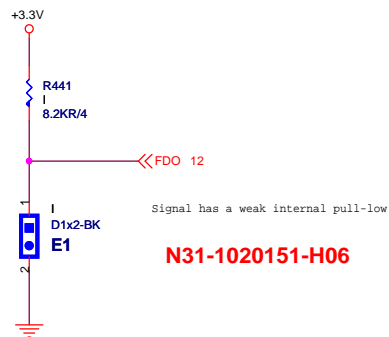 +3.3V
R441
I
8.2KR/4
FDO 12
1
I
D1x2-BK
E1
2
Signal has a weak internal pull-low
N31-1020151-H06